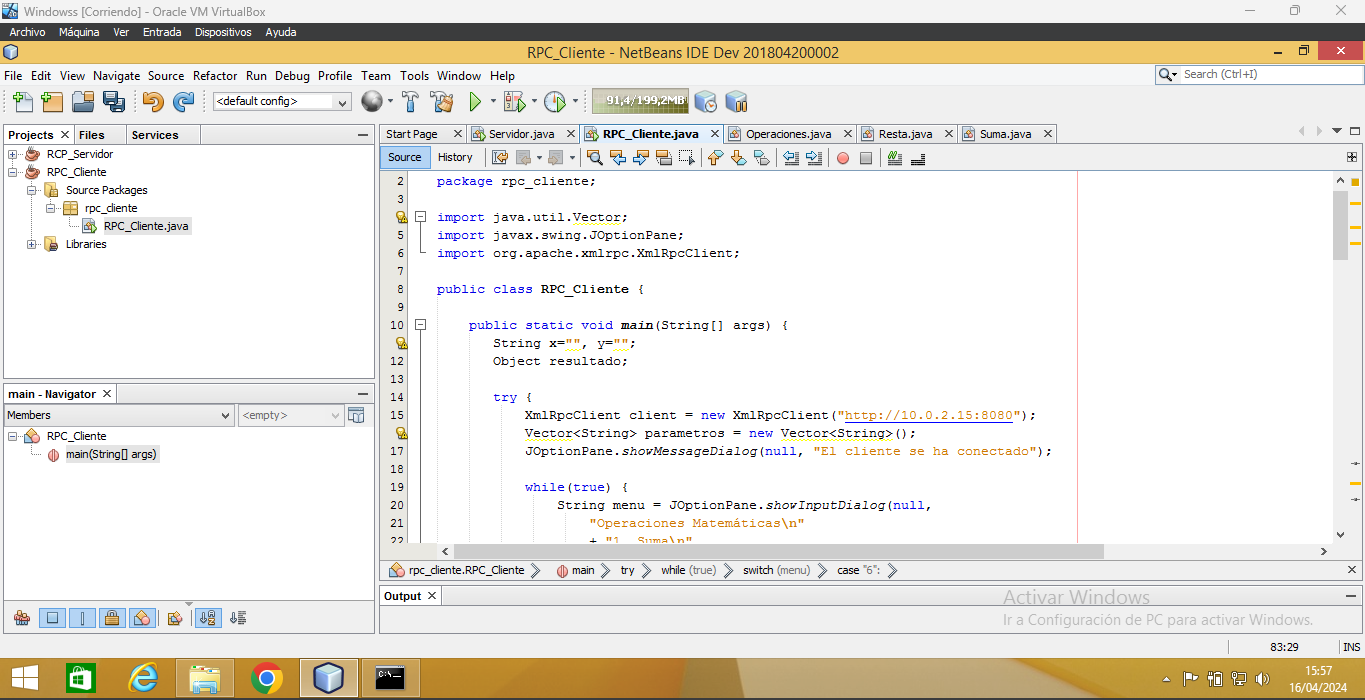 Windowss [Corriendo] - Oracle VM VirtualBox
Archivo Máquina Ver Entrada Dispositivos Ayuda
RPC_Cliente - NetBeans IDE Dev 201804200002
File Edit View Navigate Source Refactor Run Debug Profile Team Tools Window Help
Search (Ctrl+I)
<default config>
91,4/199,2MB
Projects Files Services
Start Page Servidor.java RPC_Cliente.java Operaciones.java Resta.java Suma.java
Source History
RCP_Servidor
RPC_Cliente
Source Packages
rpc_cliente
RPC_Cliente.java
Libraries
2 package rpc_cliente;
3
import java.util.Vector;
5 import javax.swing.JOptionPane;
6 import org.apache.xmlrpc.XmlRpcClient;
7
8 public class RPC_Cliente {
9
10 public static void main(String[] args) {
String x="", y="";
12 Object resultado;
13
14 try {
15 XmlRpcClient client = new XmlRpcClient("http://10.0.2.15:8080");
Vector<String> parametros = new Vector<String>();
17 JOptionPane.showMessageDialog(null, "El cliente se ha conectado");
18
19 while(true) {
20 String menu = JOptionPane.showInputDialog(null,
21 "Operaciones Matemáticas\n"
22 + "1. Suma\n"
main - Navigator
Members <empty>
RPC_Cliente
main(String[] args)
rpc_cliente.RPC_Cliente main try while (true) switch (menu) case "6":
Output
Activar Windows
Ir a Configuración de PC para activar Windows.
83:29 INS
C:\_
15:57
16/04/2024